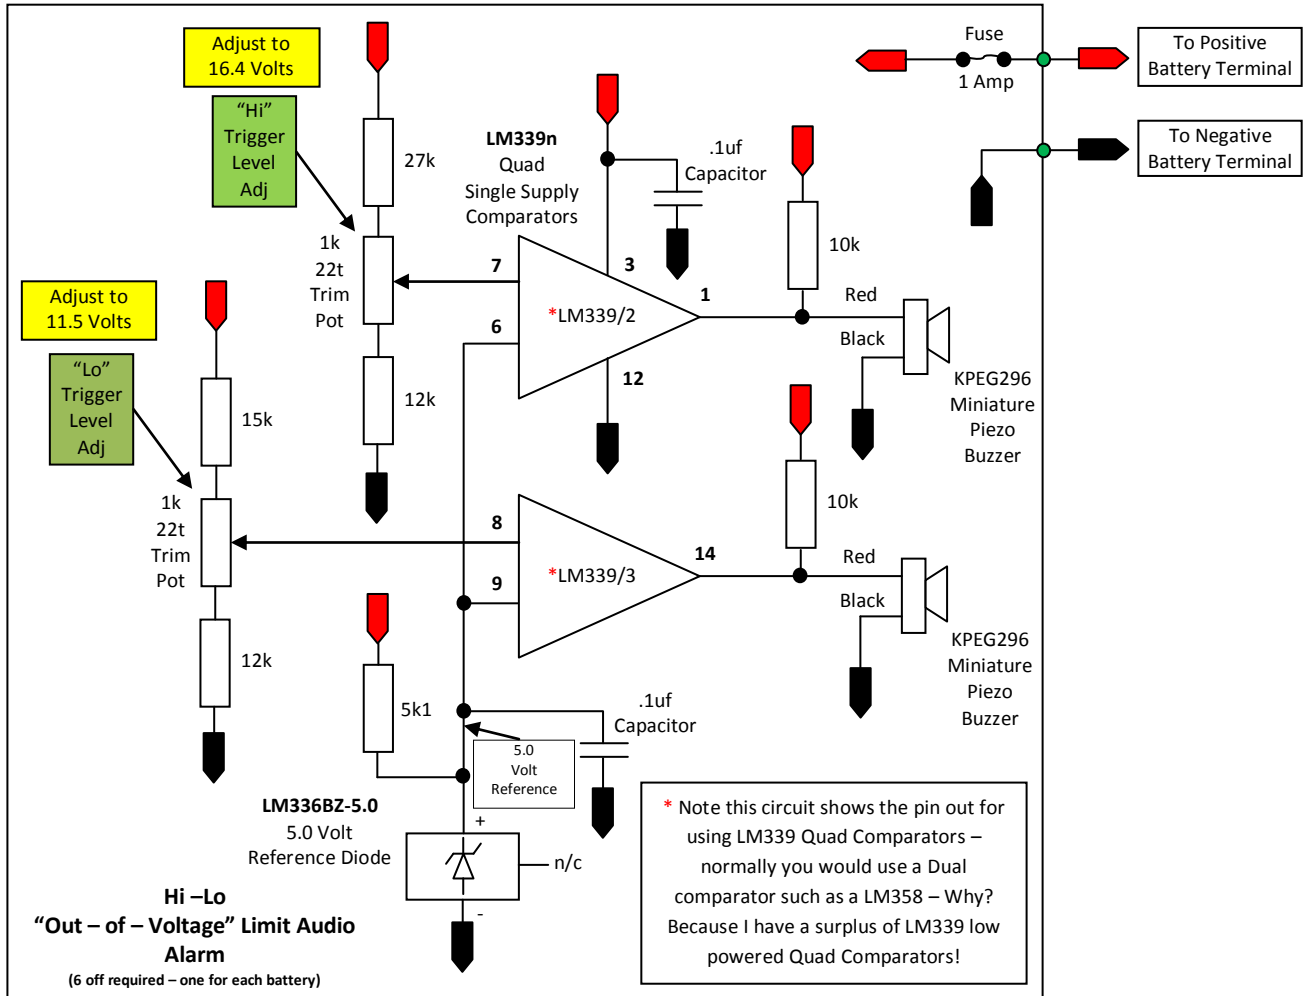 Adjust to
16.4 Volts
“Hi”
Trigger
Level
Adj
27k
1k
22t
Trim
Pot
12k
Adjust to
11.5 Volts
“Lo”
Trigger
Level
Adj
15k
1k
22t
Trim
Pot
12k
LM339n
Quad
Single Supply
Comparators
.1uf
Capacitor
7
6
3
*LM339/2
1
12
10k
Red
Black
KPEG296
Miniature
Piezo
Buzzer
8
9
*LM339/3
14
10k
Red
Black
KPEG296
Miniature
Piezo
Buzzer
5k1
.1uf
Capacitor
5.0
Volt
Reference
LM336BZ-5.0
5.0 Volt
Reference Diode
+
n/c
-
Fuse
1 Amp
To Positive
Battery Terminal
To Negative
Battery Terminal
Hi –Lo
“Out – of – Voltage” Limit Audio
Alarm
(6 off required – one for each battery)
* Note this circuit shows the pin out for
using LM339 Quad Comparators –
normally you would use a Dual
comparator such as a LM358 – Why?
Because I have a surplus of LM339 low
powered Quad Comparators!